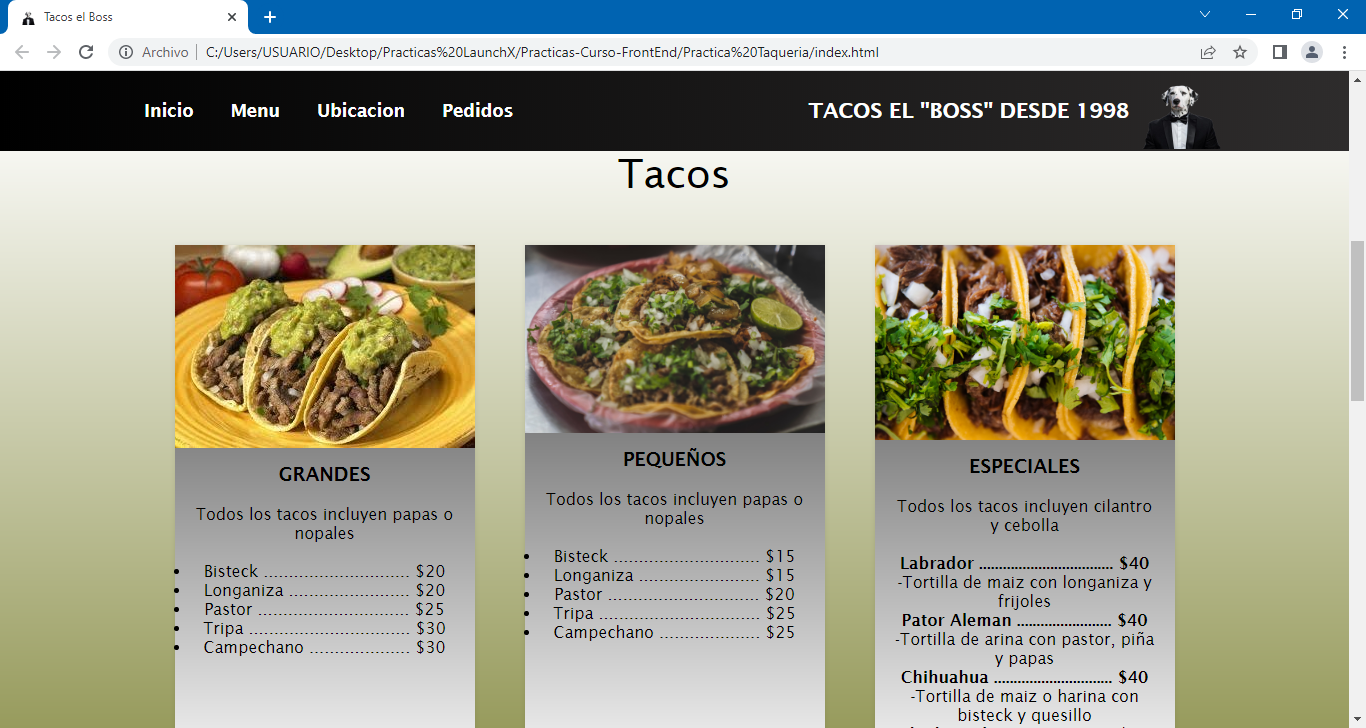 Tacos el Boss
Archivo
C:/Users/USUARIO/Desktop/Practicas%20LaunchX/Practicas-Curso-FrontEnd/Practica%20Taqueria/index.html
Inicio Menu Ubicacion Pedidos
TACOS EL "BOSS" DESDE 1998
Tacos
GRANDES
Todos los tacos incluyen papas o
nopales
Bisteck ............................. $20
Longaniza ........................ $20
Pastor .............................. $25
Tripa ................................ $30
Campechano .................... $30
PEQUEÑOS
Todos los tacos incluyen papas o
nopales
Bisteck ............................. $15
Longaniza ........................ $15
Pastor .............................. $20
Tripa ................................ $25
Campechano .................... $25
ESPECIALES
Todos los tacos incluyen cilantro
y cebolla
Labrador .................................. $40
-Tortilla de maiz con longaniza y
frijoles
Pator Aleman ........................ $40
-Tortilla de arina con pastor, piña
y papas
Chihuahua .............................. $40
-Tortilla de maiz o harina con
bisteck y quesillo